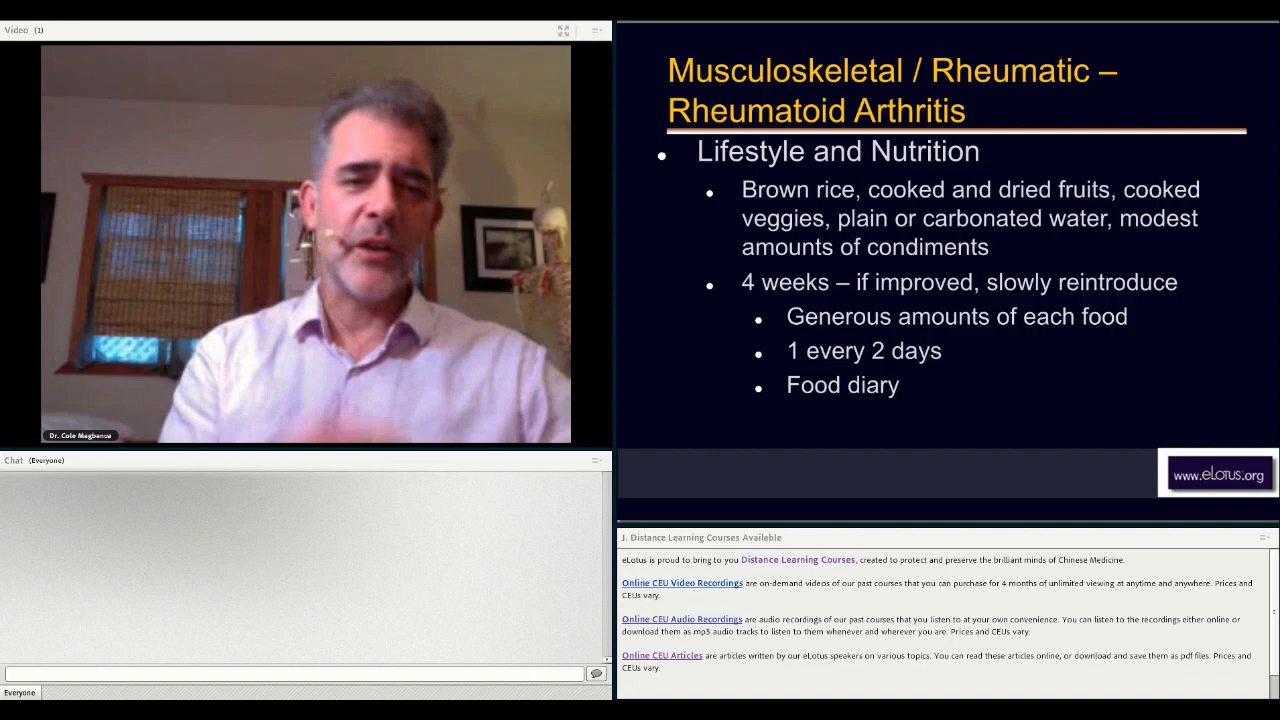 Video (1)
Dr. Cole Magbanua
Chat (Everyone)
Everyone
Musculoskeletal / Rheumatic –
Rheumatoid Arthritis
Lifestyle and Nutrition
Brown rice, cooked and dried fruits, cooked
veggies, plain or carbonated water, modest
amounts of condiments
4 weeks – if improved, slowly reintroduce
Generous amounts of each food
1 every 2 days
Food diary
www.eLotus.org
J. Distance Learning Courses Available
eLotus is proud to bring to you Distance Learning Courses, created to protect and preserve the brilliant minds of Chinese Medicine.
Online CEU Video Recordings are on-demand videos of our past courses that you can purchase for 4 months of unlimited viewing at anytime and anywhere. Prices and
CEUs vary.
Online CEU Audio Recordings are audio recordings of our past courses that you listen to at your own convenience. You can listen to the recordings either online or
download them as mp3 audio tracks to listen to them whenever and wherever you are. Prices and CEUs vary.
Online CEU Articles are articles written by our eLotus speakers on various topics. You can read these articles online, or download and save them as pdf files. Prices and
CEUs vary.